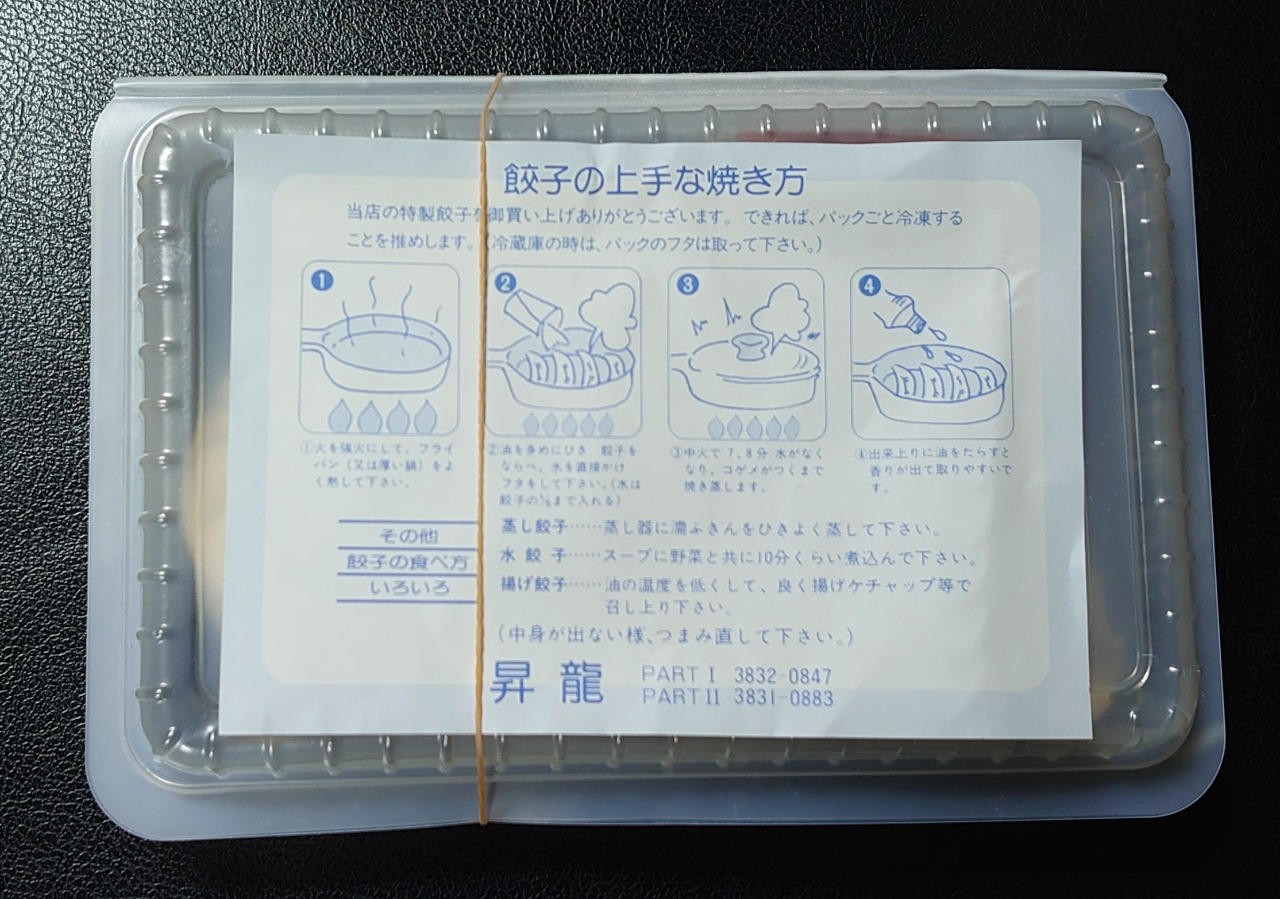 餃子の上手な焼き方
当店の特製餃子を御買い上げありがとうございます。できれば、パックごと冷凍する
ことを推めします。(冷蔵庫の時は、パックのフタは取って下さい。)
1
2
3
4
①火を強火にして、フライ
パン(又は厚い鍋)をよ
く熱して下さい。
②油を多めにひき 餃子を
ならべ、水を直接かけ
フタをして下さい。(水は
餃子の⅓まで入れる)
③中火で7、8分 水がなく
なり、コゲメがつくまで
焼き蒸します。
④出来上りに油をたらすと
香りが出て取りやすいで
す。
その他
餃子の食べ方
いろいろ
蒸し餃子……蒸し器に濡ふきんをひきよく蒸して下さい。
水餃子……スープに野菜と共に10分くらい煮込んで下さい。
揚げ餃子……油の温度を低くして、良く揚げケチャップ等で
召し上り下さい。
(中身が出ない様、つまみ直して下さい。)
昇龍
PART I 3832-0847
PART II 3831-0883